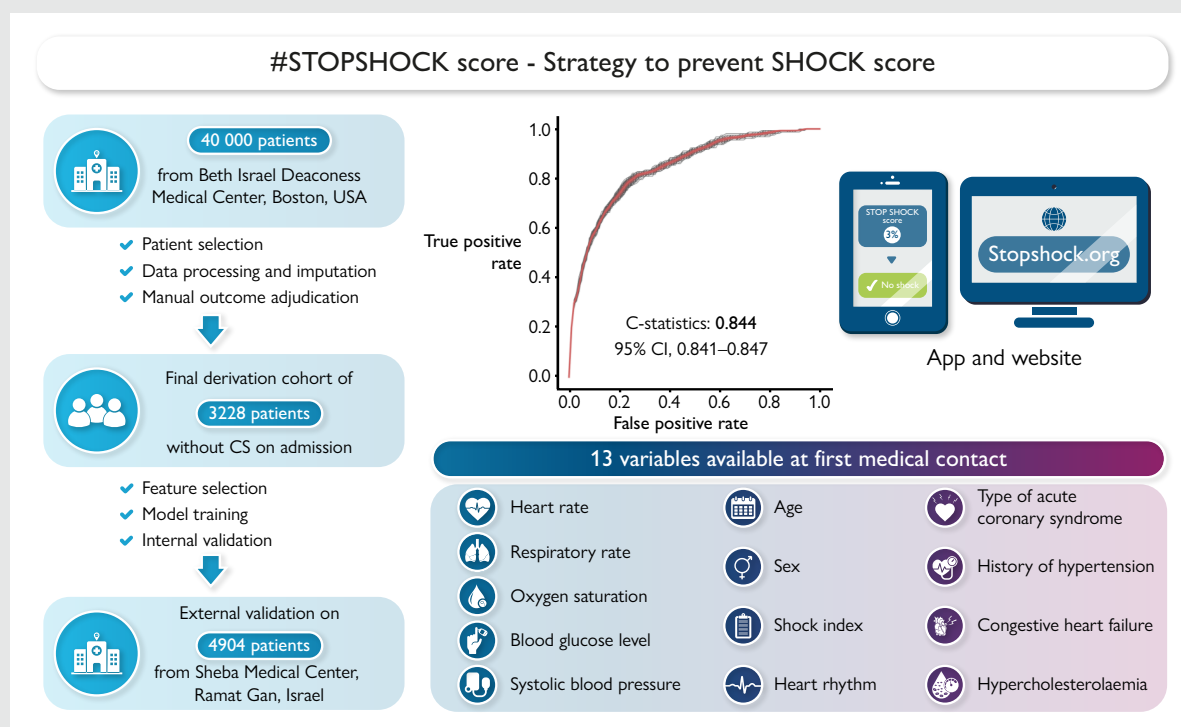 #STOPSHOCK score - Strategy to prevent SHOCK score
40 000 patients
from Beth Israel Deaconess
Medical Center, Boston, USA
Patient selection
Data processing and imputation
Manual outcome adjudication
Final derivation cohort of
3228 patients
without CS on admission
Feature selection
Model training
Internal validation
External validation on
4904 patients
from Sheba Medical Center,
Ramat Gan, Israel
True positive
rate
1.0
0.8
0.6
0.4
0.2
0.0
C-statistics: 0.844
95% CI, 0.841–0.847
0.0 0.2 0.4 0.6 0.8 1.0
False positive rate
STOP SHOCK
score
3%
No shock
Stopshock.org
App and website
13 variables available at first medical contact
Heart rate
Respiratory rate
Oxygen saturation
Blood glucose level
Systolic blood pressure
Age
Sex
Shock index
Heart rhythm
Type of acute
coronary syndrome
History of hypertension
Congestive heart failure
Hypercholesterolaemia